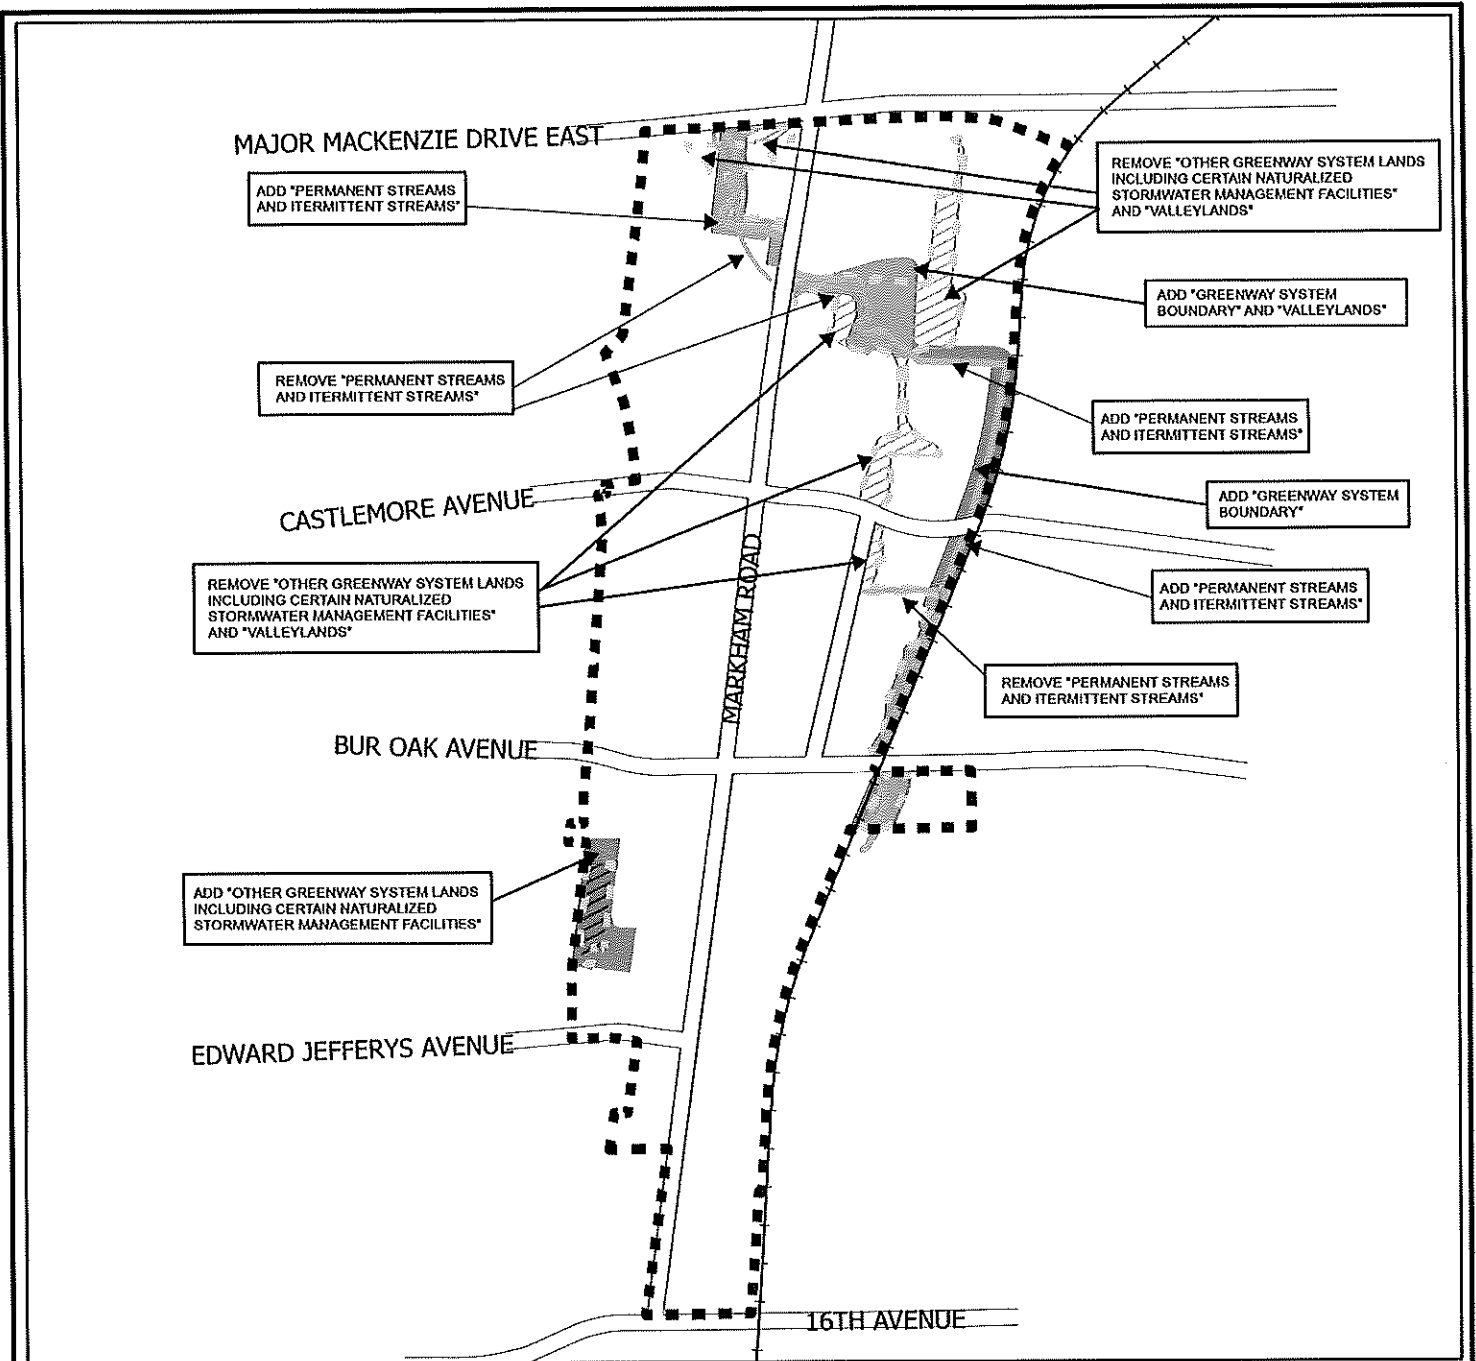 MAJOR MACKENZIE DRIVE EAST
ADD "PERMANENT STREAMS
AND ITERMITTENT STREAMS"
REMOVE "OTHER GREENWAY SYSTEM LANDS
INCLUDING CERTAIN NATURALIZED
STORMWATER MANAGEMENT FACILITIES"
AND "VALLEYLANDS"
ADD "GREENWAY SYSTEM
BOUNDARY" AND "VALLEYLANDS"
REMOVE "PERMANENT STREAMS
AND ITERMITTENT STREAMS"
ADD "PERMANENT STREAMS
AND ITERMITTENT STREAMS"
CASTLEMORE AVENUE
ADD "GREENWAY SYSTEM
BOUNDARY"
REMOVE "OTHER GREENWAY SYSTEM LANDS
INCLUDING CERTAIN NATURALIZED
STORMWATER MANAGEMENT FACILITIES"
AND "VALLEYLANDS"
MARKHAM ROAD
ADD "PERMANENT STREAMS
AND ITERMITTENT STREAMS"
REMOVE "PERMANENT STREAMS
AND ITERMITTENT STREAMS"
BUR OAK AVENUE
ADD "OTHER GREENWAY SYSTEM LANDS
INCLUDING CERTAIN NATURALIZED
STORMWATER MANAGEMENT FACILITIES"
EDWARD JEFFERYS AVENUE
16TH AVENUE